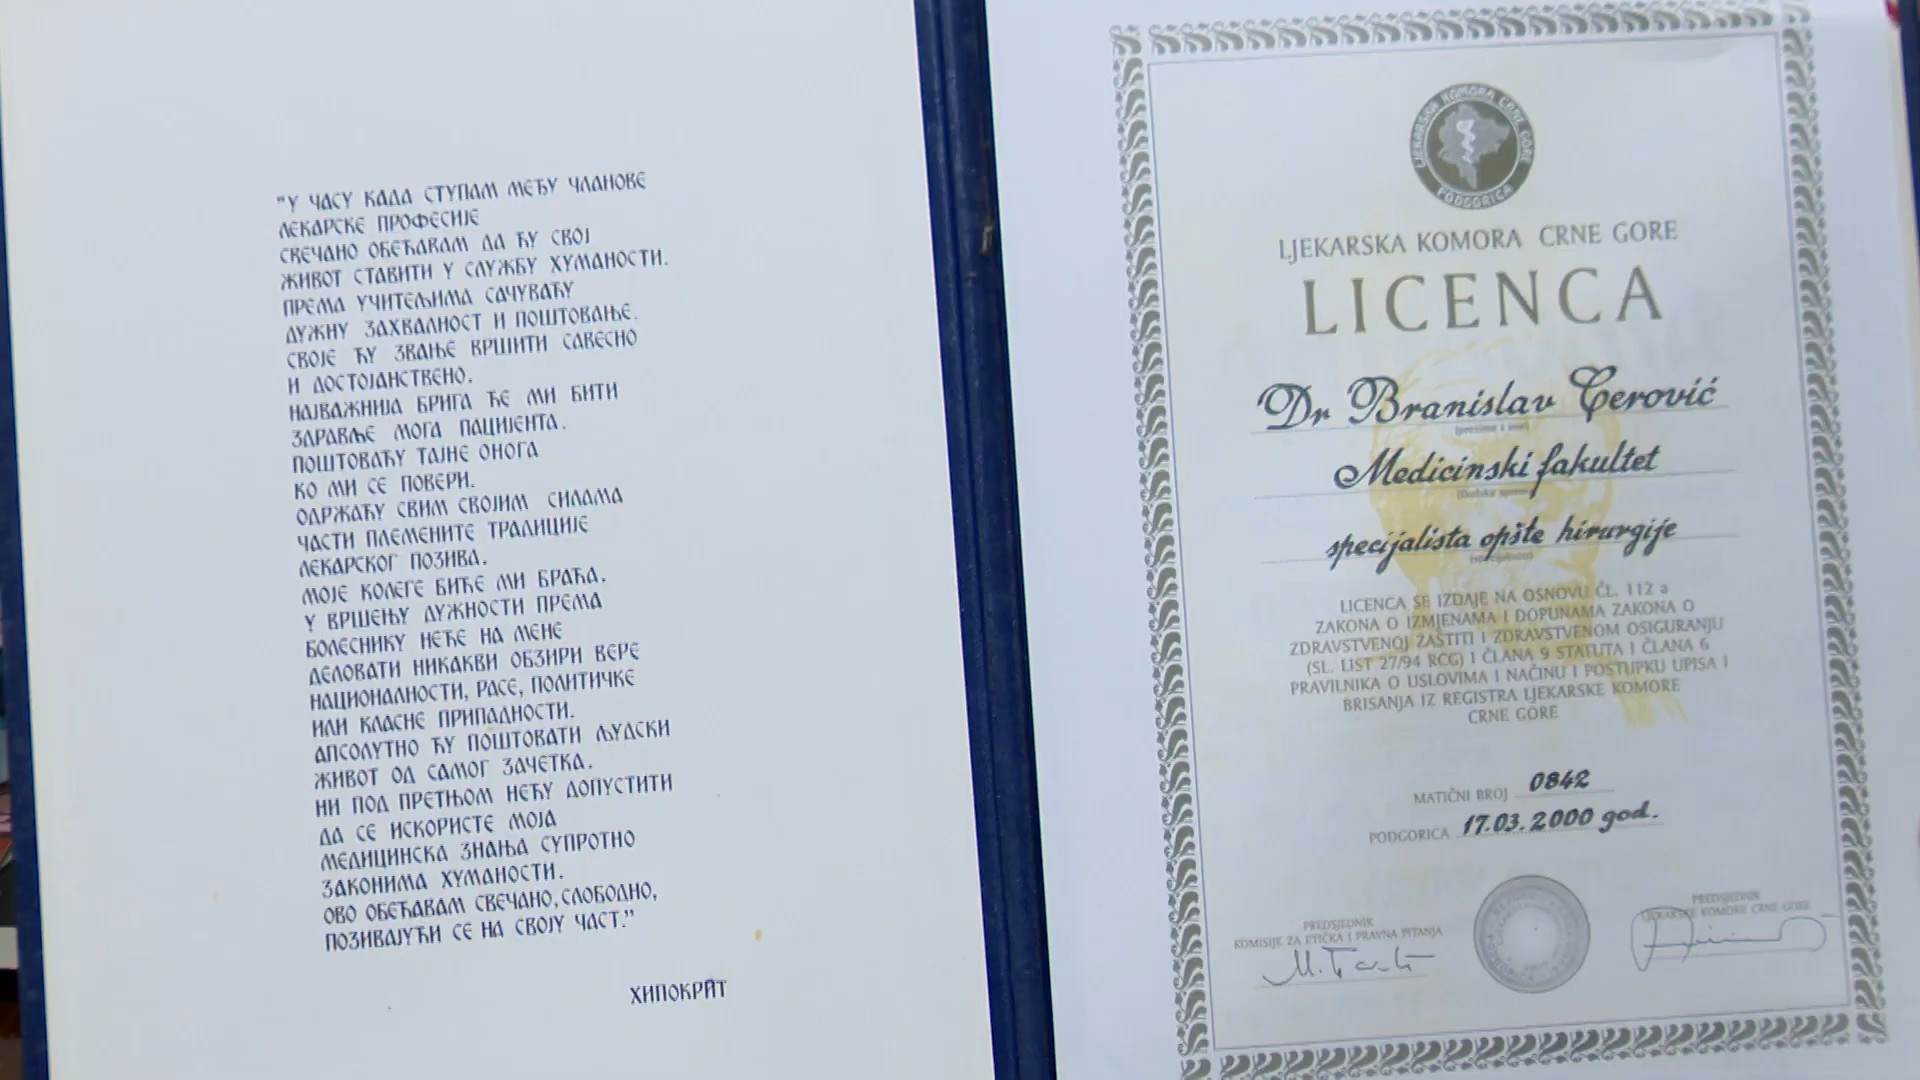 "У ЧАСУ КАДА СТУПАМ МЕЂУ ЧЛАНОВЕ
ЛЕКАРСКЕ ПРОФЕСИЈЕ
СВЕЧАНО ОБЕЋАВАМ ДА ЋУ СВОЈ
ЖИВОТ СТАВИТИ У СЛУЖБУ ХУМАНОСТИ.
ПРЕМА УЧИТЕЉИМА САЧУВАЋУ
ДУЖНУ ЗАХВАЛНОСТ И ПОШТОВАЊЕ.
СВОЈЕ ЋУ ЗВАЊЕ ВРШИТИ САВЕСНО
И ДОСТОЈАНСТВЕНО.
НАЈВАЖНИЈА БРИГА ЋЕ МИ БИТИ
ЗДРАВЉЕ МОГА ПАЦИЈЕНТА.
ПОШТОВАЋУ ТАЈНЕ ОНОГА
КО МИ СЕ ПОВЕРИ.
ОДРЖАЋУ СВИМ СВОЈИМ СИЛАМА
ЧАСТИ ПЛЕМЕНИТЕ ТРАДИЦИЈЕ
ЛЕКАРСКОГ ПОЗИВА.
МОЈЕ КОЛЕГЕ БИЋЕ МИ БРАЋА.
У ВРШЕЊУ ДУЖНОСТИ ПРЕМА
БОЛЕСНИКУ НЕЋЕ НА МЕНЕ
ДЕЛОВАТИ НИКАКВИ ОБЗИРИ ВЕРЕ
НАЦИОНАЛНОСТИ, РАСЕ, ПОЛИТИЧКЕ
ИЛИ КЛАСНЕ ПРИПАДНОСТИ.
АПСОЛУТНО ЋУ ПОШТОВАТИ ЉУДСКИ
ЖИВОТ ОД САМОГ ЗАЧЕТКА.
НИ ПОД ПРЕТЊОМ НЕЋУ ДОПУСТИТИ
ДА СЕ ИСКОРИСТЕ МОЈА
МЕДИЦИНСКА ЗНАЊА СУПРОТНО
ЗАКОНИМА ХУМАНОСТИ.
ОВО ОБЕЋАВАМ СВЕЧАНО, СЛОБОДНО,
ПОЗИВАЈУЋИ СЕ НА СВОЈУ ЧАСТ."
ХИПОКРАТ
LJEKARSKA KOMORA CRNE GORE
PODGORICA
LJEKARSKA KOMORA CRNE GORE
LICENCA
Dr Branislav Cerović
(prezime i ime)
Medicinski fakultet
specijalista opšte hirurgije
LICENCA SE IZDAJE NA OSNOVU ČL. 112 a
ZAKONA O IZMJENAMA I DOPUNAMA ZAKONA O
ZDRAVSTVENOJ ZAŠTITI I ZDRAVSTVENOM OSIGURANJU
(SL. LIST 27/94 RCG) I ČLANA 9 STATUTA I ČLANA 6
PRAVILNIKA O USLOVIMA I NAČINU I POSTUPKU UPISA I
BRISANJA IZ REGISTRA LJEKARSKE KOMORE
CRNE GORE
MATIČNI BROJ 0842
PODGORICA 17.03.2000 god.
PREDSJEDNIK
KOMISIJE ZA ETIČKA I PRAVNA PITANJA
PREDSJEDNIK
LJEKARSKE KOMORE CRNE GORE